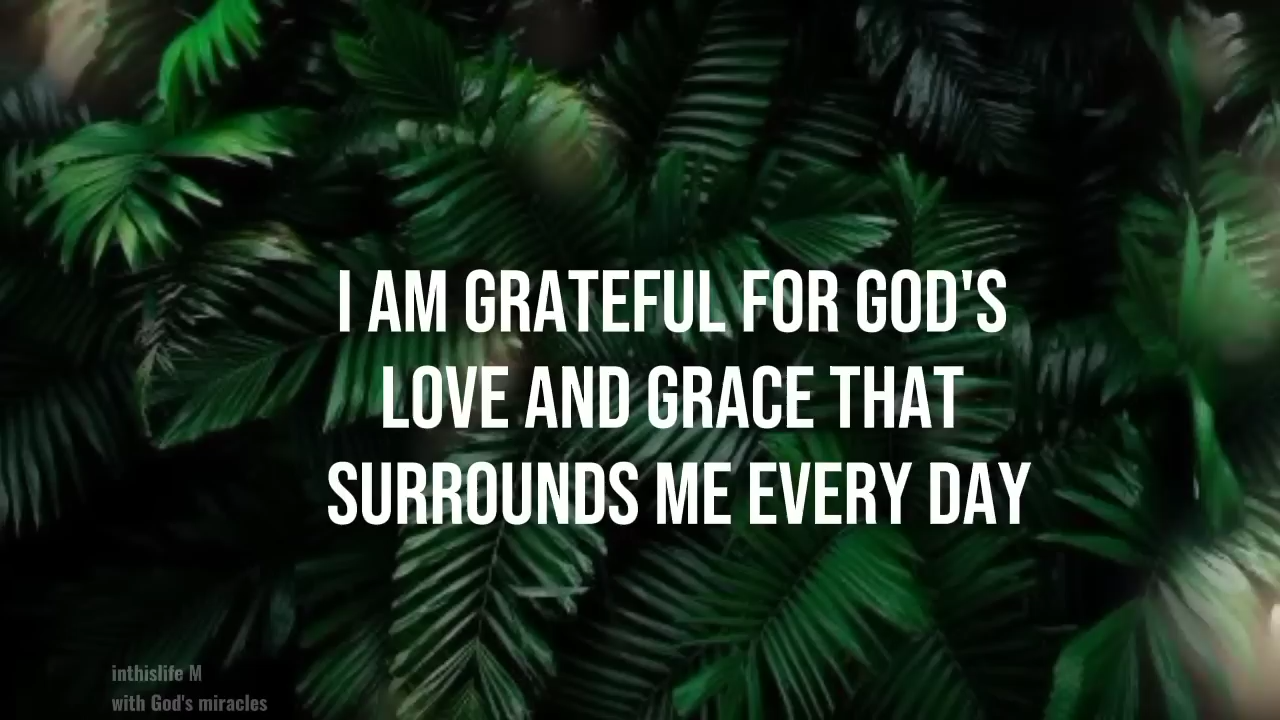 I AM GRATEFUL FOR GOD'S
LOVE AND GRACE THAT
SURROUNDS ME EVERY DAY
inthislife M
with God's miracles